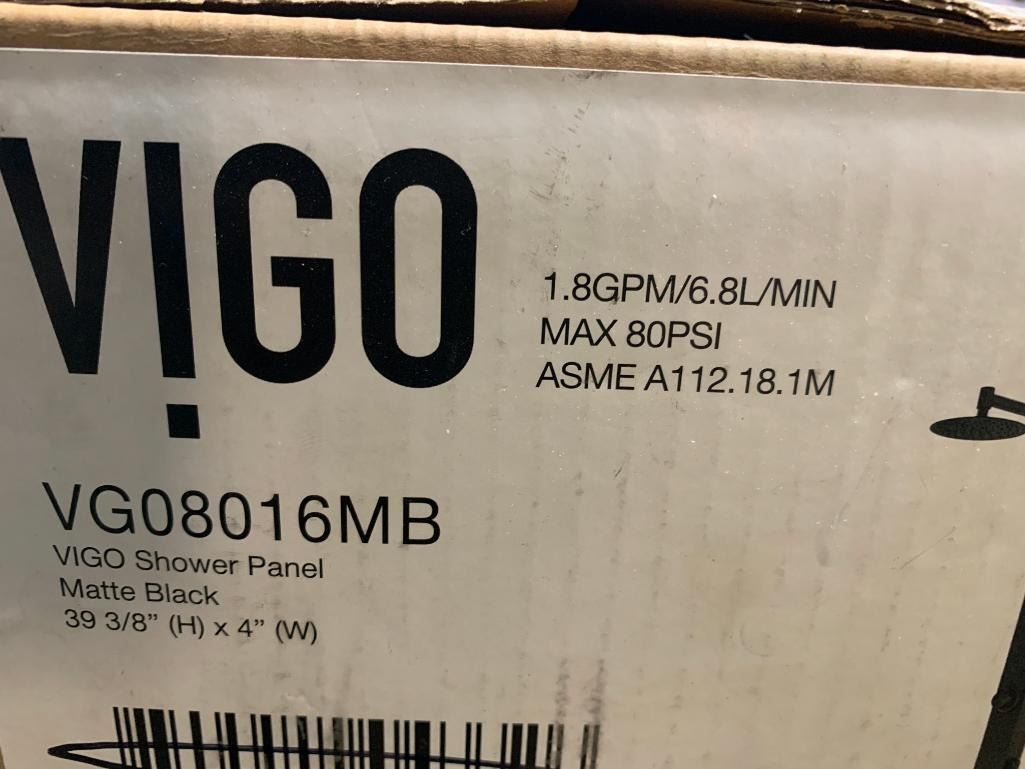 VIGO
1.8GPM/6.8L/MIN
MAX 80PSI
ASME A112.18.1M
VG08016MB
VIGO Shower Panel
Matte Black
39 3/8” (H) x 4” (W)